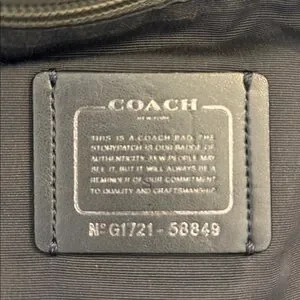 COACH
NEW YORK
THIS IS A COACH BAG. THE
STORYPATCH IS OUR BADGE OF
AUTHENTICITY. FEW PEOPLE MAY
SEE IT, BUT IT WILL ALWAYS BE A
REMINDER OF OUR COMMITMENT
TO QUALITY AND CRAFTSMANSHIP.
Nº G1721-58849